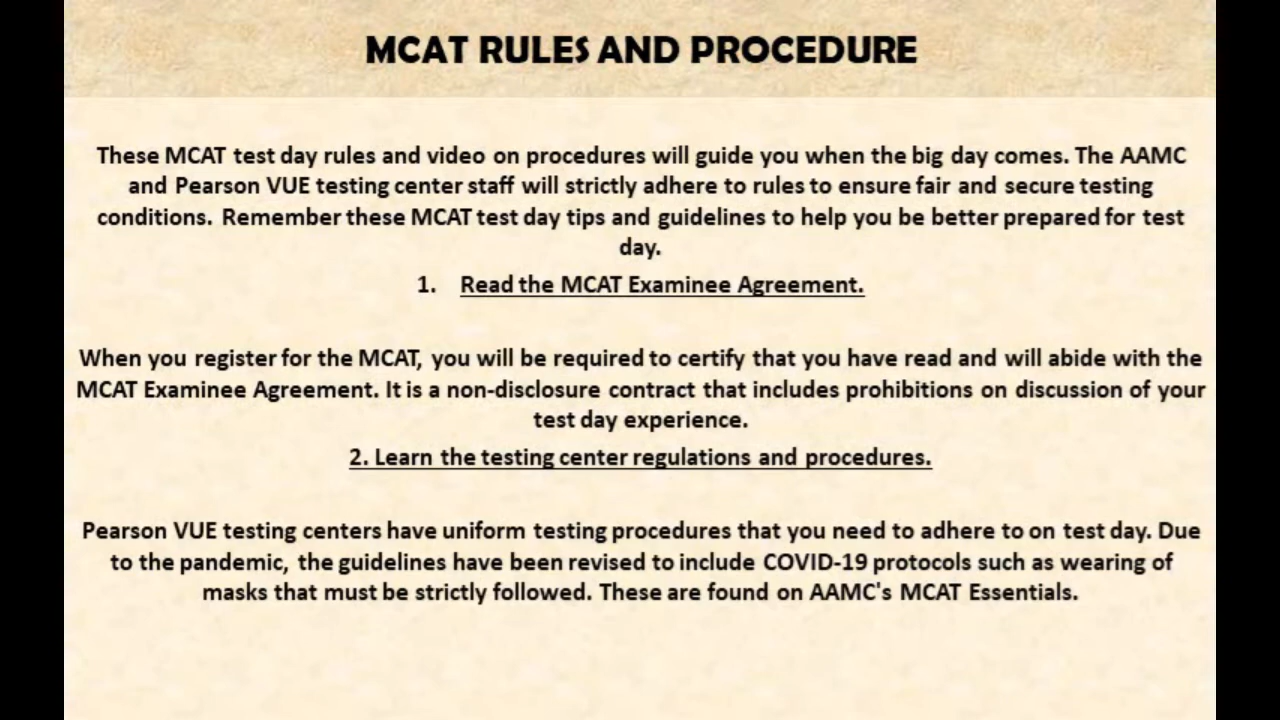 MCAT RULES AND PROCEDURE
These MCAT test day rules and video on procedures will guide you when the big day comes. The AAMC
and Pearson VUE testing center staff will strictly adhere to rules to ensure fair and secure testing
conditions. Remember these MCAT test day tips and guidelines to help you be better prepared for test
day.
1. Read the MCAT Examinee Agreement.
When you register for the MCAT, you will be required to certify that you have read and will abide with the
MCAT Examinee Agreement. It is a non-disclosure contract that includes prohibitions on discussion of your
test day experience.
2. Learn the testing center regulations and procedures.
Pearson VUE testing centers have uniform testing procedures that you need to adhere to on test day. Due
to the pandemic, the guidelines have been revised to include COVID-19 protocols such as wearing of
masks that must be strictly followed. These are found on AAMC's MCAT Essentials.